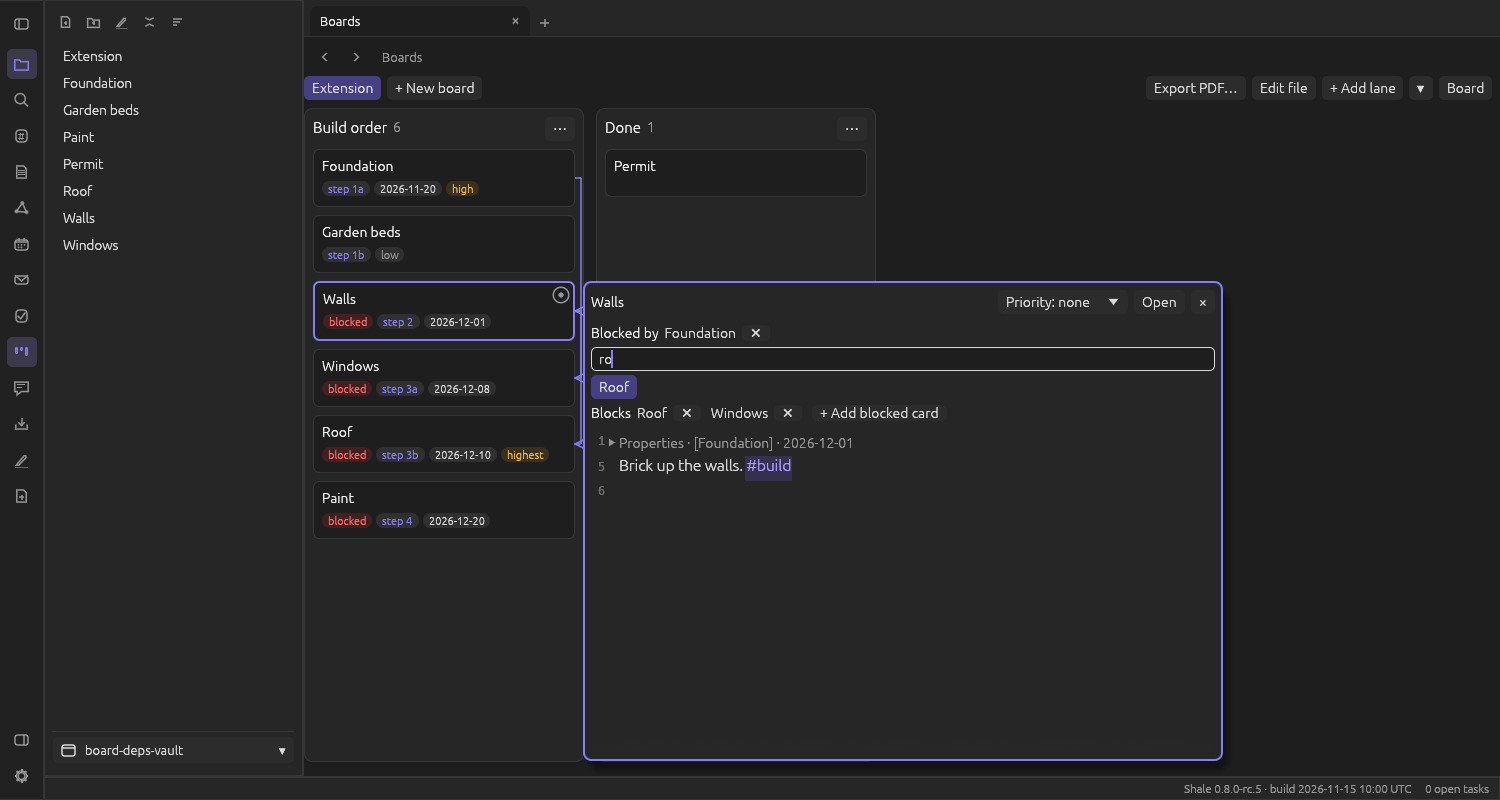 Boards ×
+
Extension
Foundation
Garden beds
Paint
Permit
Roof
Walls
Windows
board-deps-vault
Boards
Extension + New board Export PDF... Edit file + Add lane Board
Build order 6
Foundation
step 1a 2026-11-20 high
Garden beds
step 1b low
Walls
blocked step 2 2026-12-01
Windows
blocked step 3a 2026-12-08
Roof
blocked step 3b 2026-12-10 highest
Paint
blocked step 4 2026-12-20
Done 1
Permit
Walls Priority: none Open ×
Blocked by Foundation ✕
ro
Roof
Blocks Roof ✕ Windows ✕ + Add blocked card
1 Properties · [Foundation] · 2026-12-01
5 Brick up the walls. #build
6
Shale 0.8.0-rc.5 · build 2026-11-15 10:00 UTC 0 open tasks